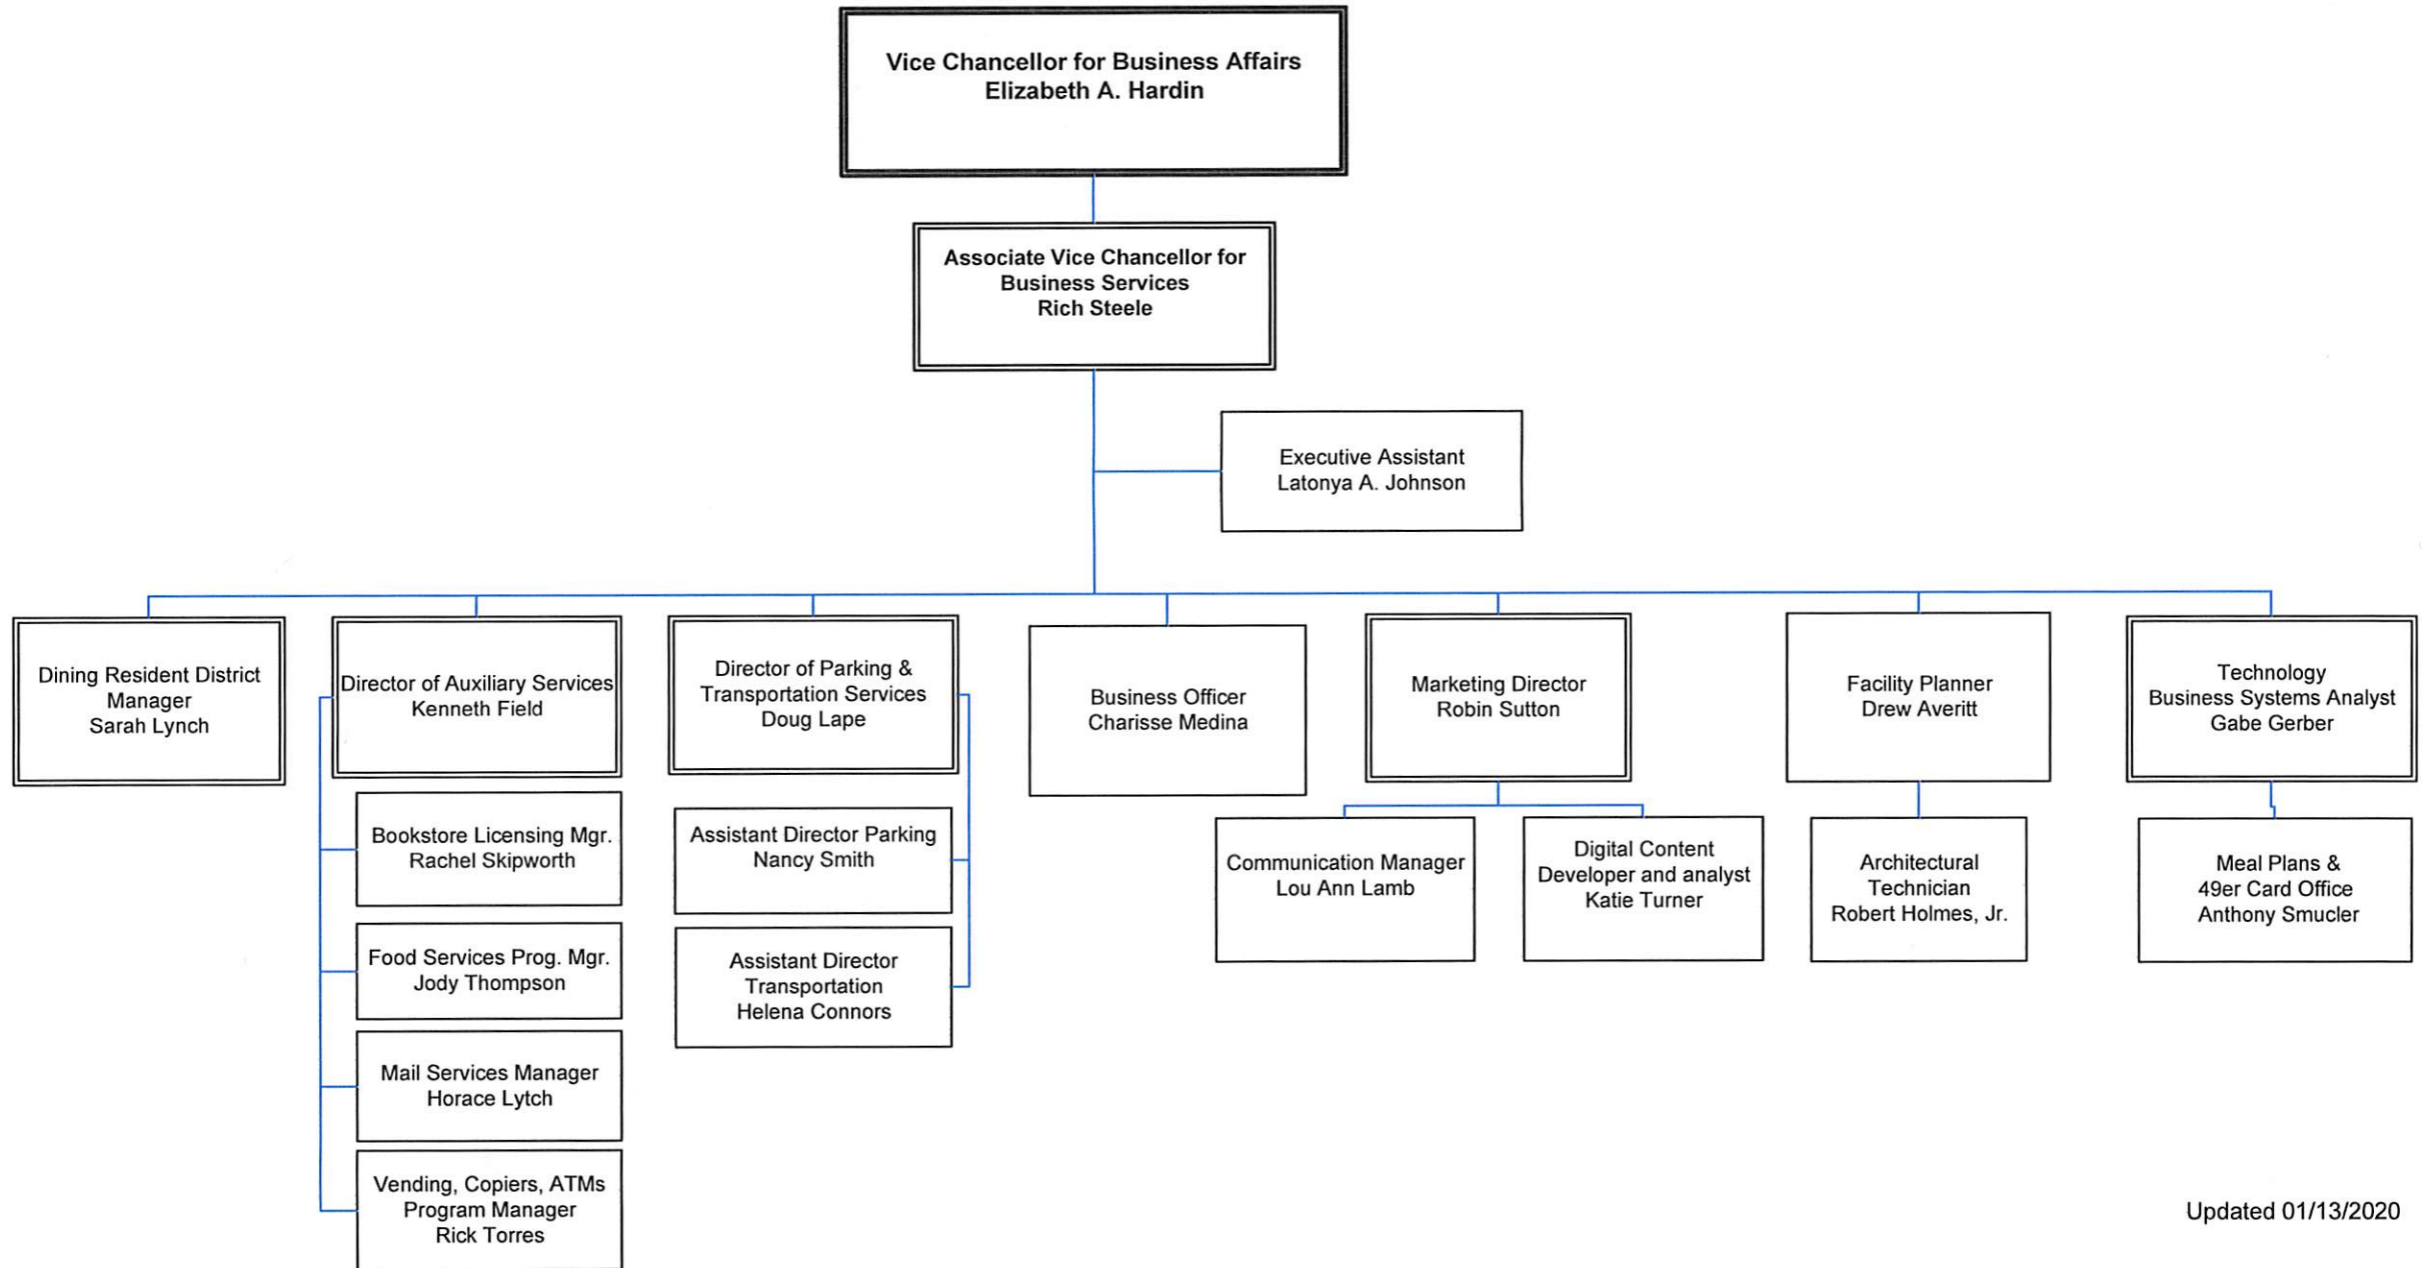 Vice Chancellor for Business Affairs
Elizabeth A. Hardin
Associate Vice Chancellor for
Business Services
Rich Steele
Executive Assistant
Latonya A. Johnson
Dining Resident District
Manager
Sarah Lynch
Director of Auxiliary Services
Kenneth Field
Bookstore Licensing Mgr.
Rachel Skipworth
Food Services Prog. Mgr.
Jody Thompson
Mail Services Manager
Horace Lytch
Vending, Copiers, ATMs
Program Manager
Rick Torres
Director of Parking &
Transportation Services
Doug Lape
Assistant Director Parking
Nancy Smith
Assistant Director
Transportation
Helena Connors
Business Officer
Charisse Medina
Marketing Director
Robin Sutton
Communication Manager
Lou Ann Lamb
Digital Content
Developer and analyst
Katie Turner
Facility Planner
Drew Averitt
Architectural
Technician
Robert Holmes, Jr.
Technology
Business Systems Analyst
Gabe Gerber
Meal Plans &
49er Card Office
Anthony Smucler
Updated 01/13/2020